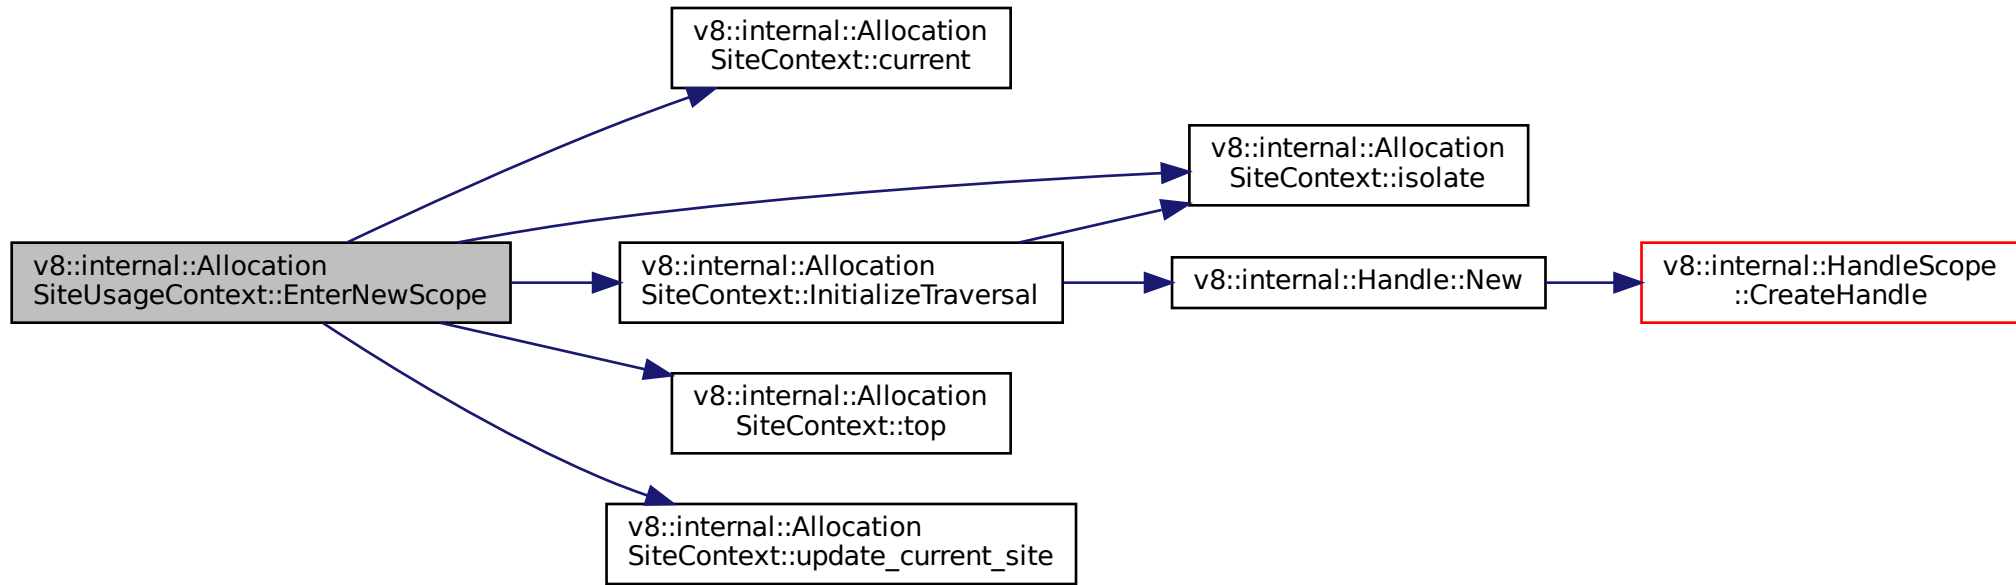 v8::internal::Allocation
SiteContext::current
v8::internal::Allocation
SiteContext::isolate
v8::internal::Allocation
SiteUsageContext::EnterNewScope
v8::internal::Allocation
SiteContext::InitializeTraversal
v8::internal::Handle::New
v8::internal::HandleScope
::CreateHandle
v8::internal::Allocation
SiteContext::top
v8::internal::Allocation
SiteContext::update_current_site